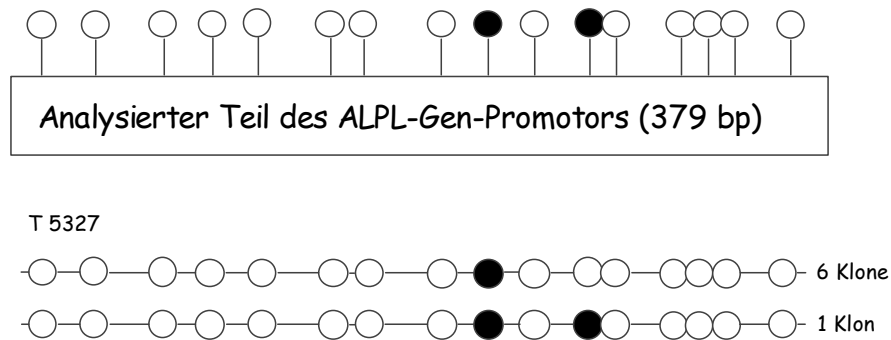 Analysierter Teil des ALPL-Gen-Promotors (379 bp)
T 5327
6 Klone
1 Klon